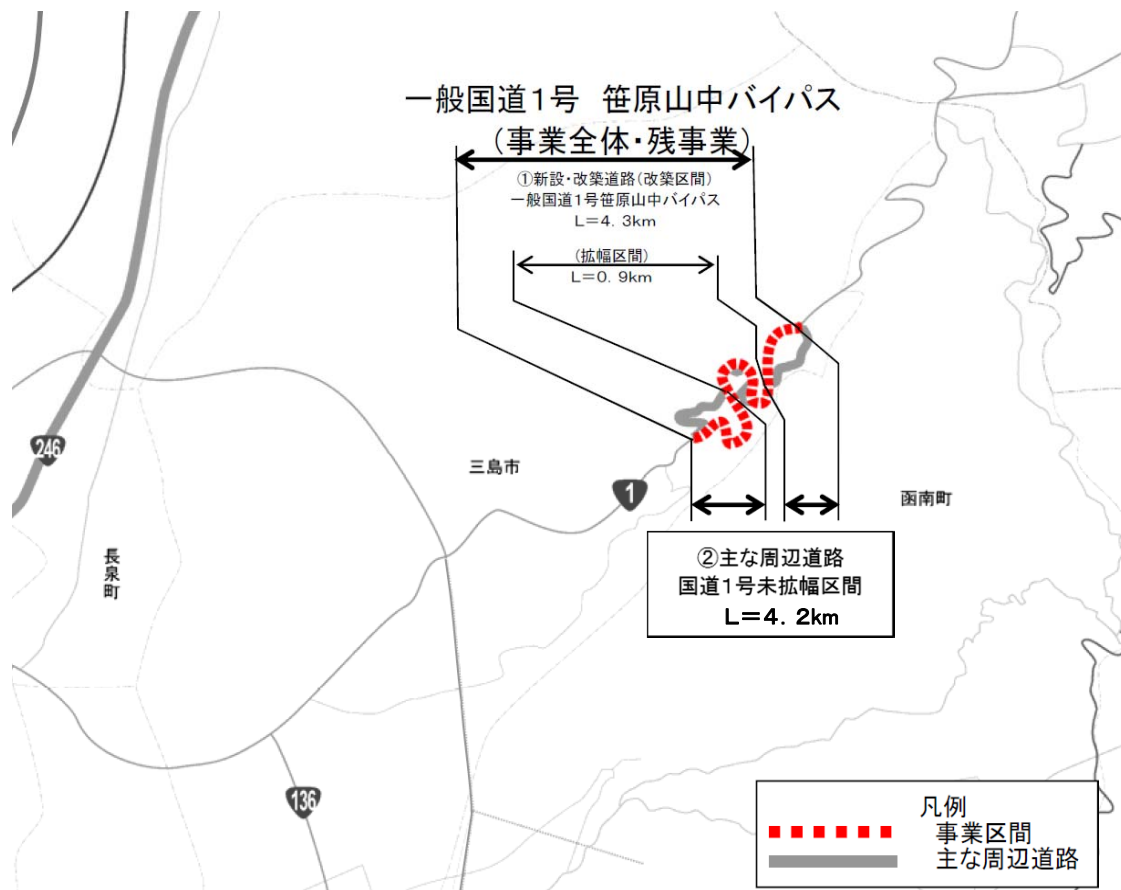 一般国道1号 笹原山中バイパス
(事業全体・残事業)
①新設・改築道路(改築区間)
一般国道1号笹原山中バイパス
L=4.3km
(拡幅区間)
L=0.9km
246
三島市
1
函南町
長泉町
②主な周辺道路
国道1号未拡幅区間
L=4.2km
136
凡例
事業区間
主な周辺道路